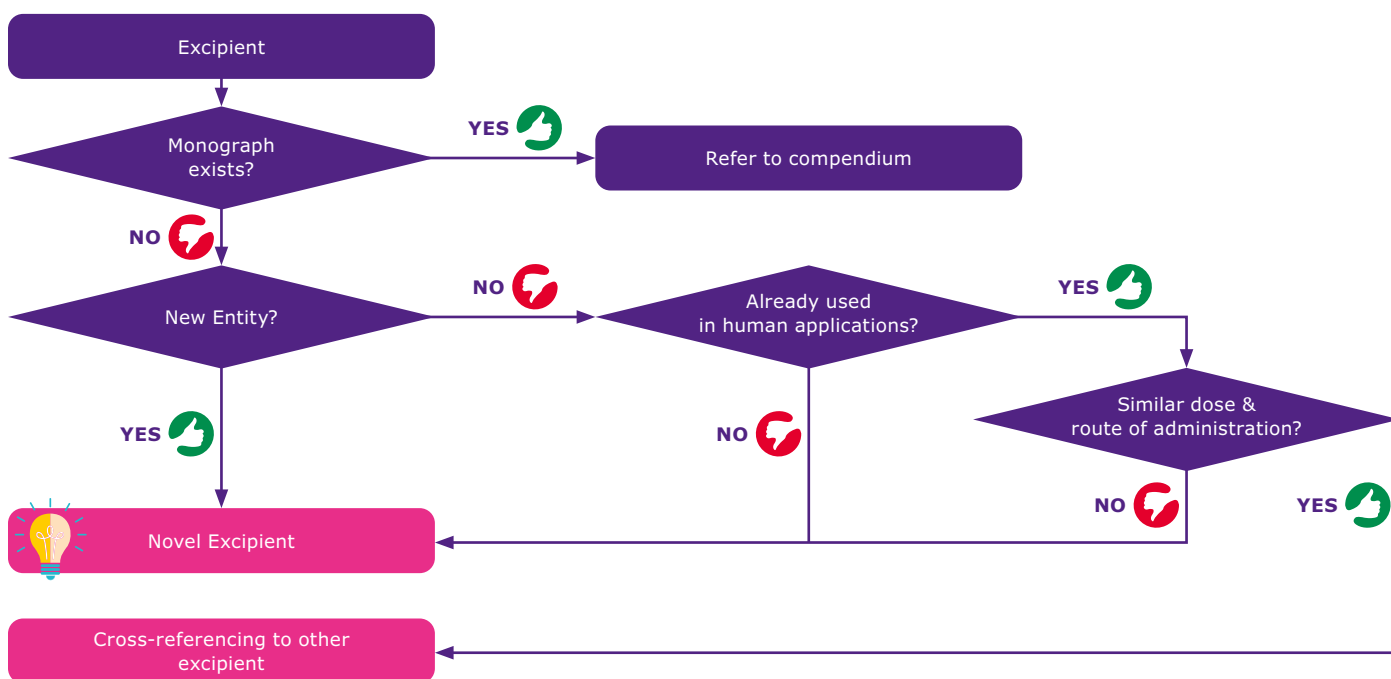 Excipient
Monograph
exists?
YES
Refer to compendium
NO
New Entity?
NO
Already used
in human applications?
YES
Similar dose &
route of administration?
YES
NO
NO
YES
Novel Excipient
Cross-referencing to other
excipient